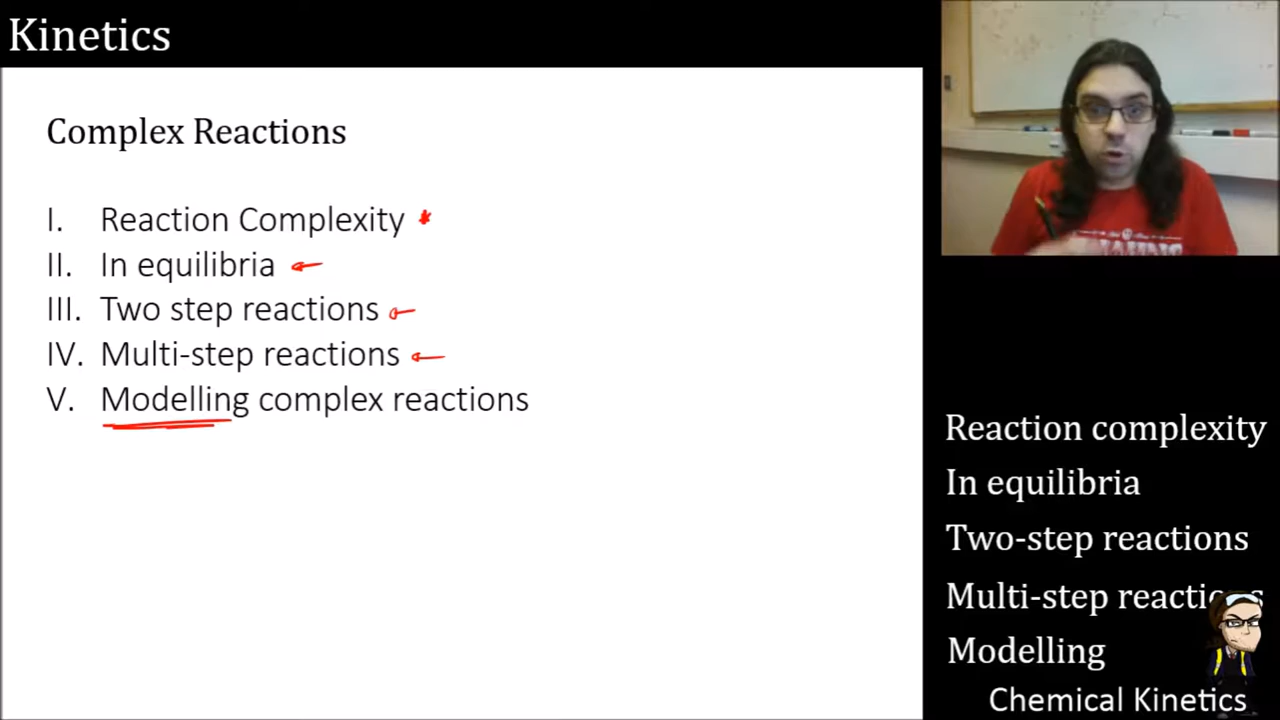 Kinetics
Complex Reactions
I. Reaction Complexity
II. In equilibria
III. Two step reactions
IV. Multi-step reactions
V. Modelling complex reactions
Reaction complexity
In equilibria
Two-step reactions
Multi-step reactions
Modelling
Chemical Kinetics